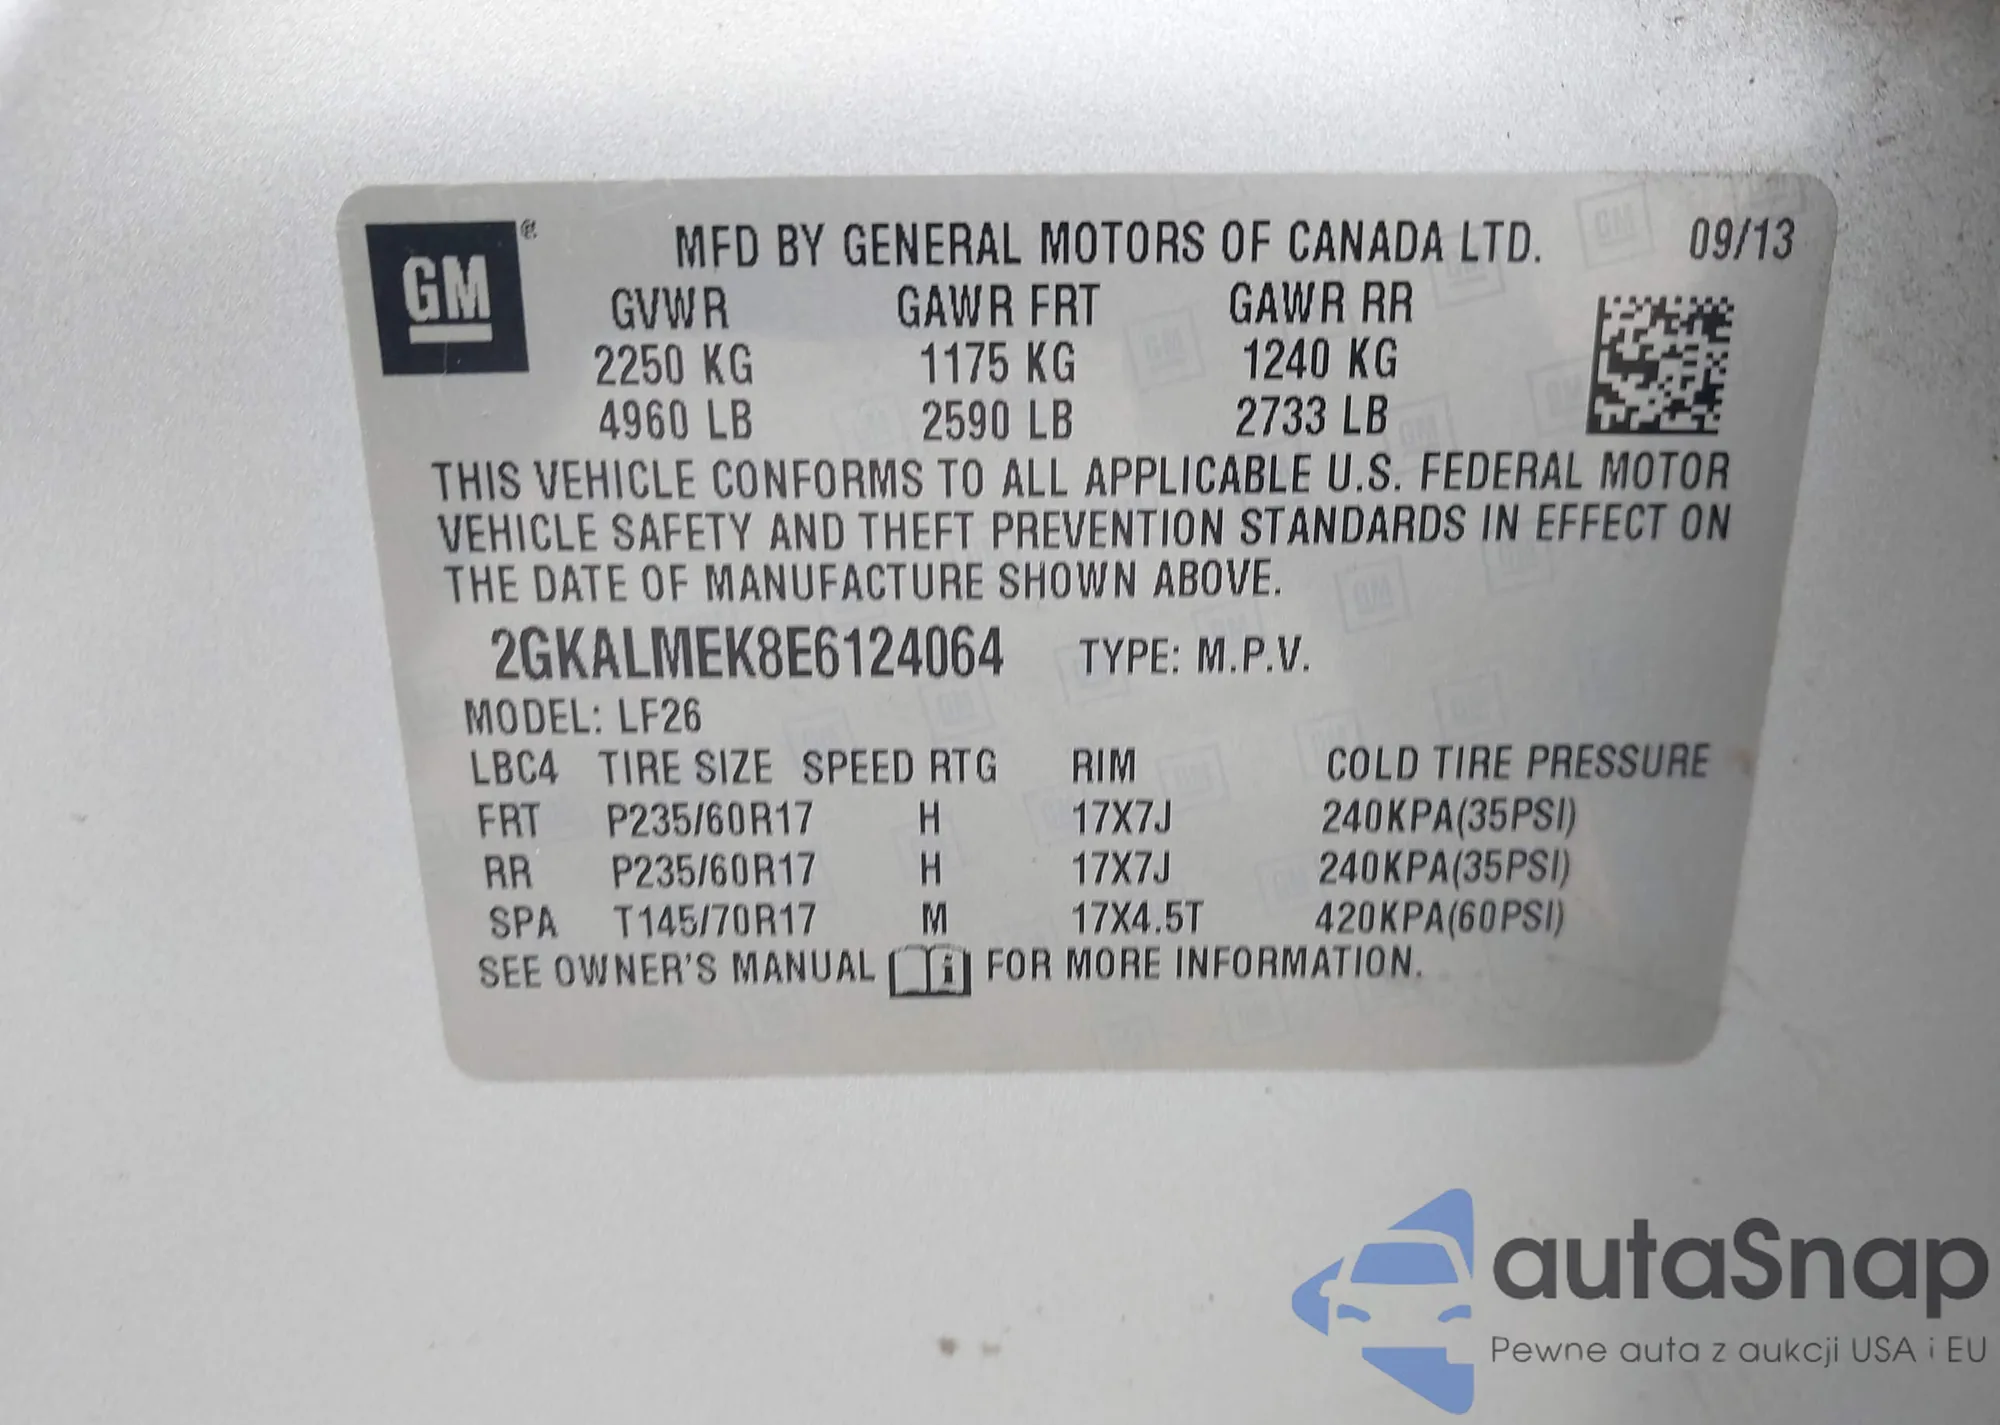 GM ® MFD BY GENERAL MOTORS OF CANADA LTD. 09/13
GVWR GAWR FRT GAWR RR
2250 KG 1175 KG 1240 KG
4960 LB 2590 LB 2733 LB
THIS VEHICLE CONFORMS TO ALL APPLICABLE U.S. FEDERAL MOTOR
VEHICLE SAFETY AND THEFT PREVENTION STANDARDS IN EFFECT ON
THE DATE OF MANUFACTURE SHOWN ABOVE.
2GKALMEK8E6124064 TYPE: M.P.V.
MODEL: LF26
LBC4 TIRE SIZE SPEED RTG RIM COLD TIRE PRESSURE
FRT P235/60R17 H 17X7J 240KPA(35PSI)
RR P235/60R17 H 17X7J 240KPA(35PSI)
SPA T145/70R17 M 17X4.5T 420KPA(60PSI)
SEE OWNER'S MANUAL i FOR MORE INFORMATION.
autaSnap
Pewne auta z aukcji USA i EU